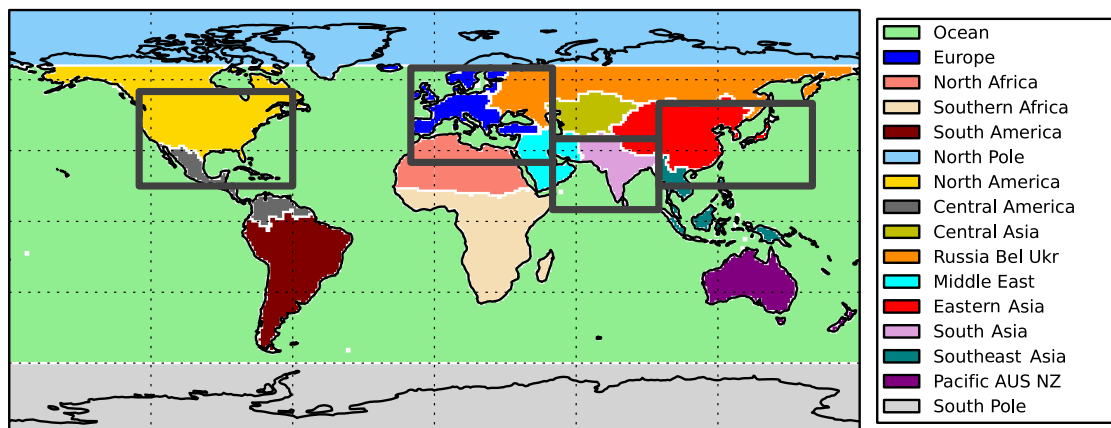 Ocean
Europe
North Africa
Southern Africa
South America
North Pole
North America
Central America
Central Asia
Russia Bel Ukr
Middle East
Eastern Asia
South Asia
Southeast Asia
Pacific AUS NZ
South Pole